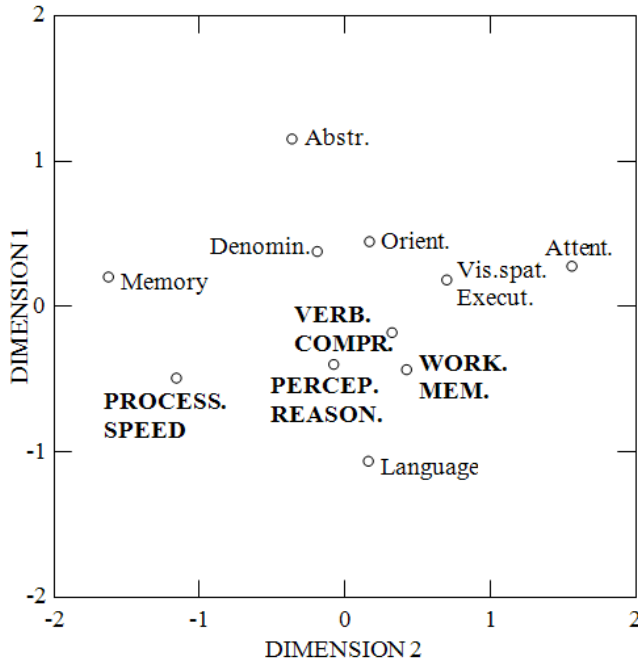 2
Abstr.
1
Denomin.
Orient.
Attent.
Memory
Vis.spat.
Execut.
0
VERB.
COMPR.
WORK.
MEM.
PERCEP.
REASON.
PROCESS.
SPEED
-1
Language
-2
-2
-1
0
1
2
DIMENSION 1
DIMENSION 2